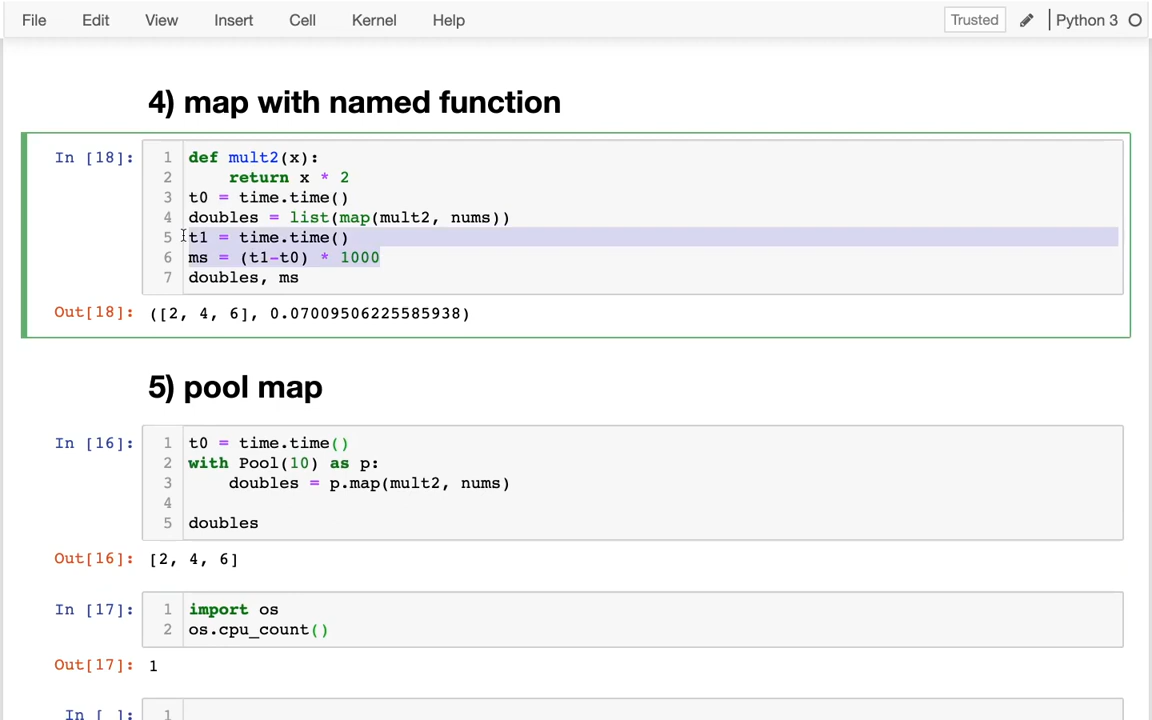 File Edit View Insert Cell Kernel Help Trusted Python 3
4) map with named function
In [18]:
1 def mult2(x):
2     return x * 2
3 t0 = time.time()
4 doubles = list(map(mult2, nums))
5 t1 = time.time()
6 ms = (t1-t0) * 1000
7 doubles, ms
Out[18]: ([2, 4, 6], 0.07009506225585938)
5) pool map
In [16]:
1 t0 = time.time()
2 with Pool(10) as p:
3     doubles = p.map(mult2, nums)
4
5 doubles
Out[16]: [2, 4, 6]
In [17]:
1 import os
2 os.cpu_count()
Out[17]: 1
In [ ]: 1